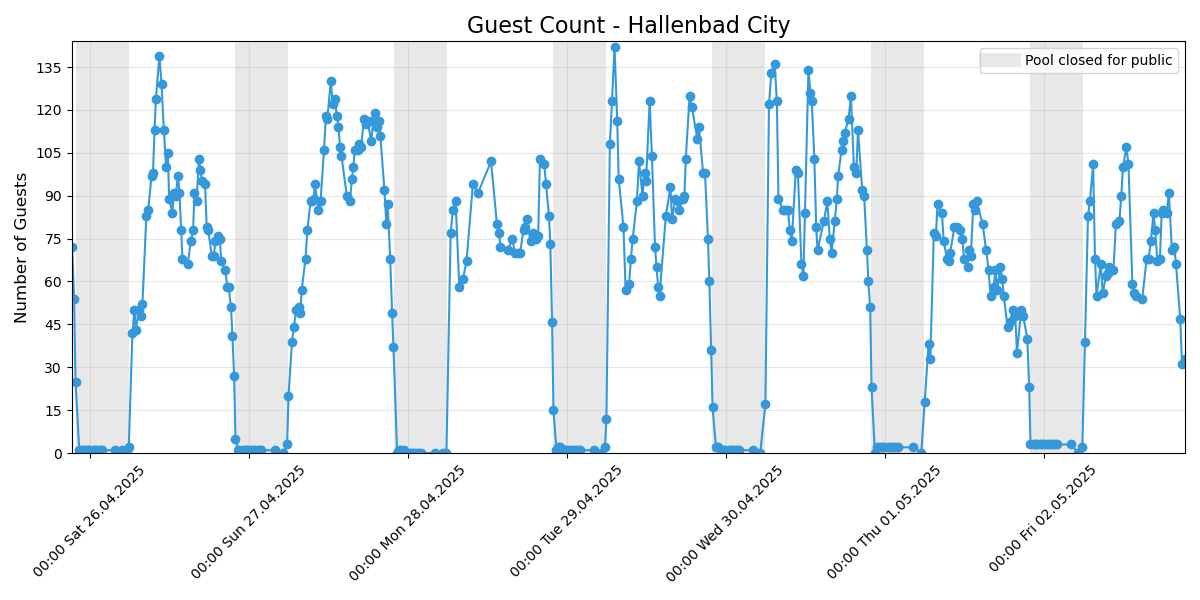 Guest Count - Hallenbad City
Pool closed for public
Number of Guests
135
120
105
90
75
60
45
30
15
0
00:00 Sat 26.04.2025
00:00 Sun 27.04.2025
00:00 Mon 28.04.2025
00:00 Tue 29.04.2025
00:00 Wed 30.04.2025
00:00 Thu 01.05.2025
00:00 Fri 02.05.2025